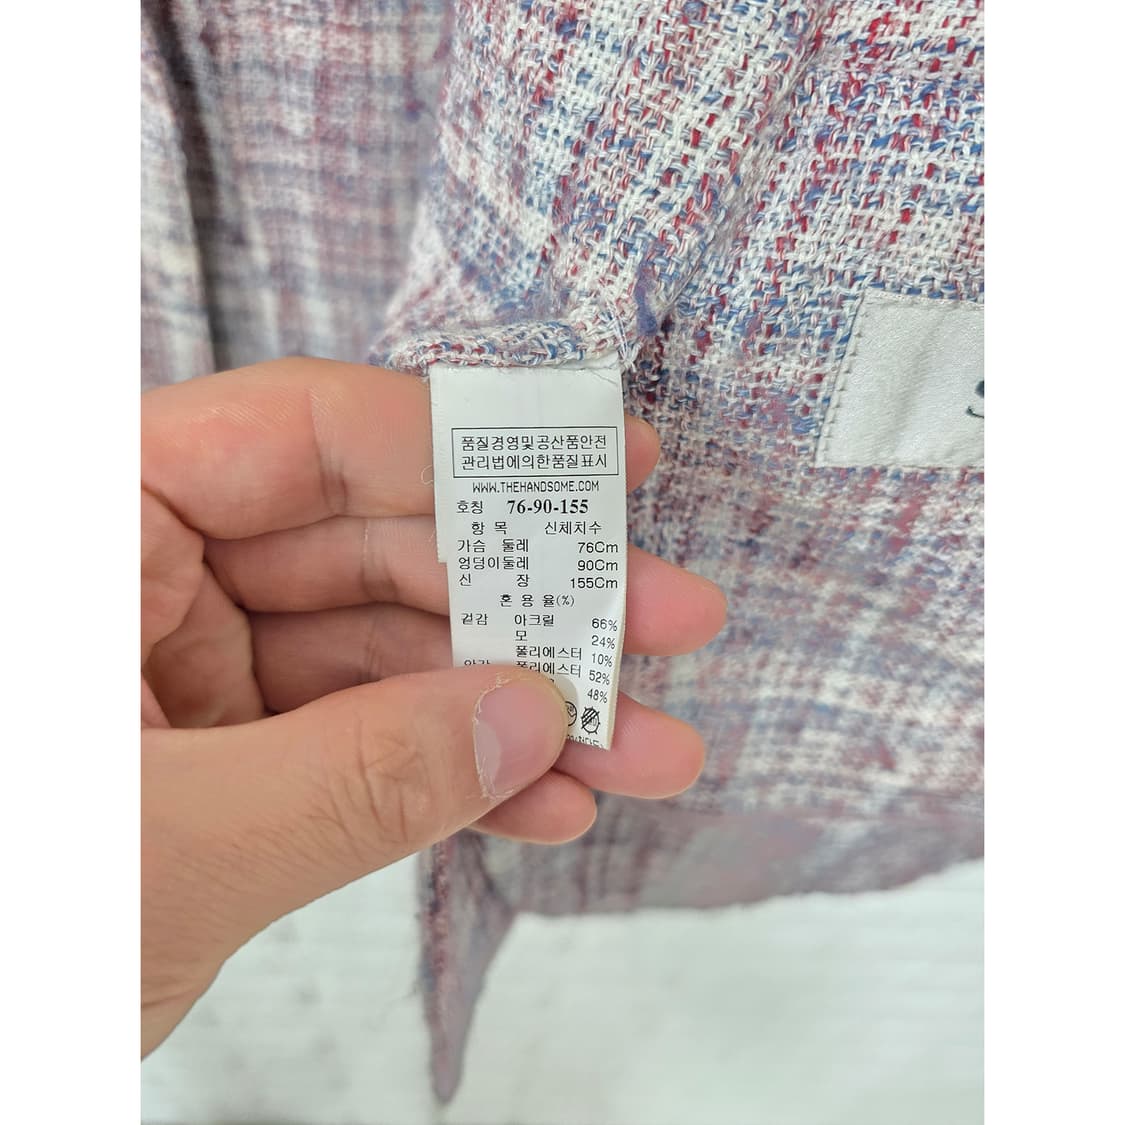 품질경영및공산품안전
관리법에의한품질표시
WWW.THEHANDSOME.COM
호칭 76-90-155
항 목 신체치수
가슴 둘레 76Cm
엉덩이둘레 90Cm
신 장 155Cm
혼 용 율(%)
겉감 아크릴 66%
모 24%
폴리에스터 10%
폴리에스터 52%
48%
S